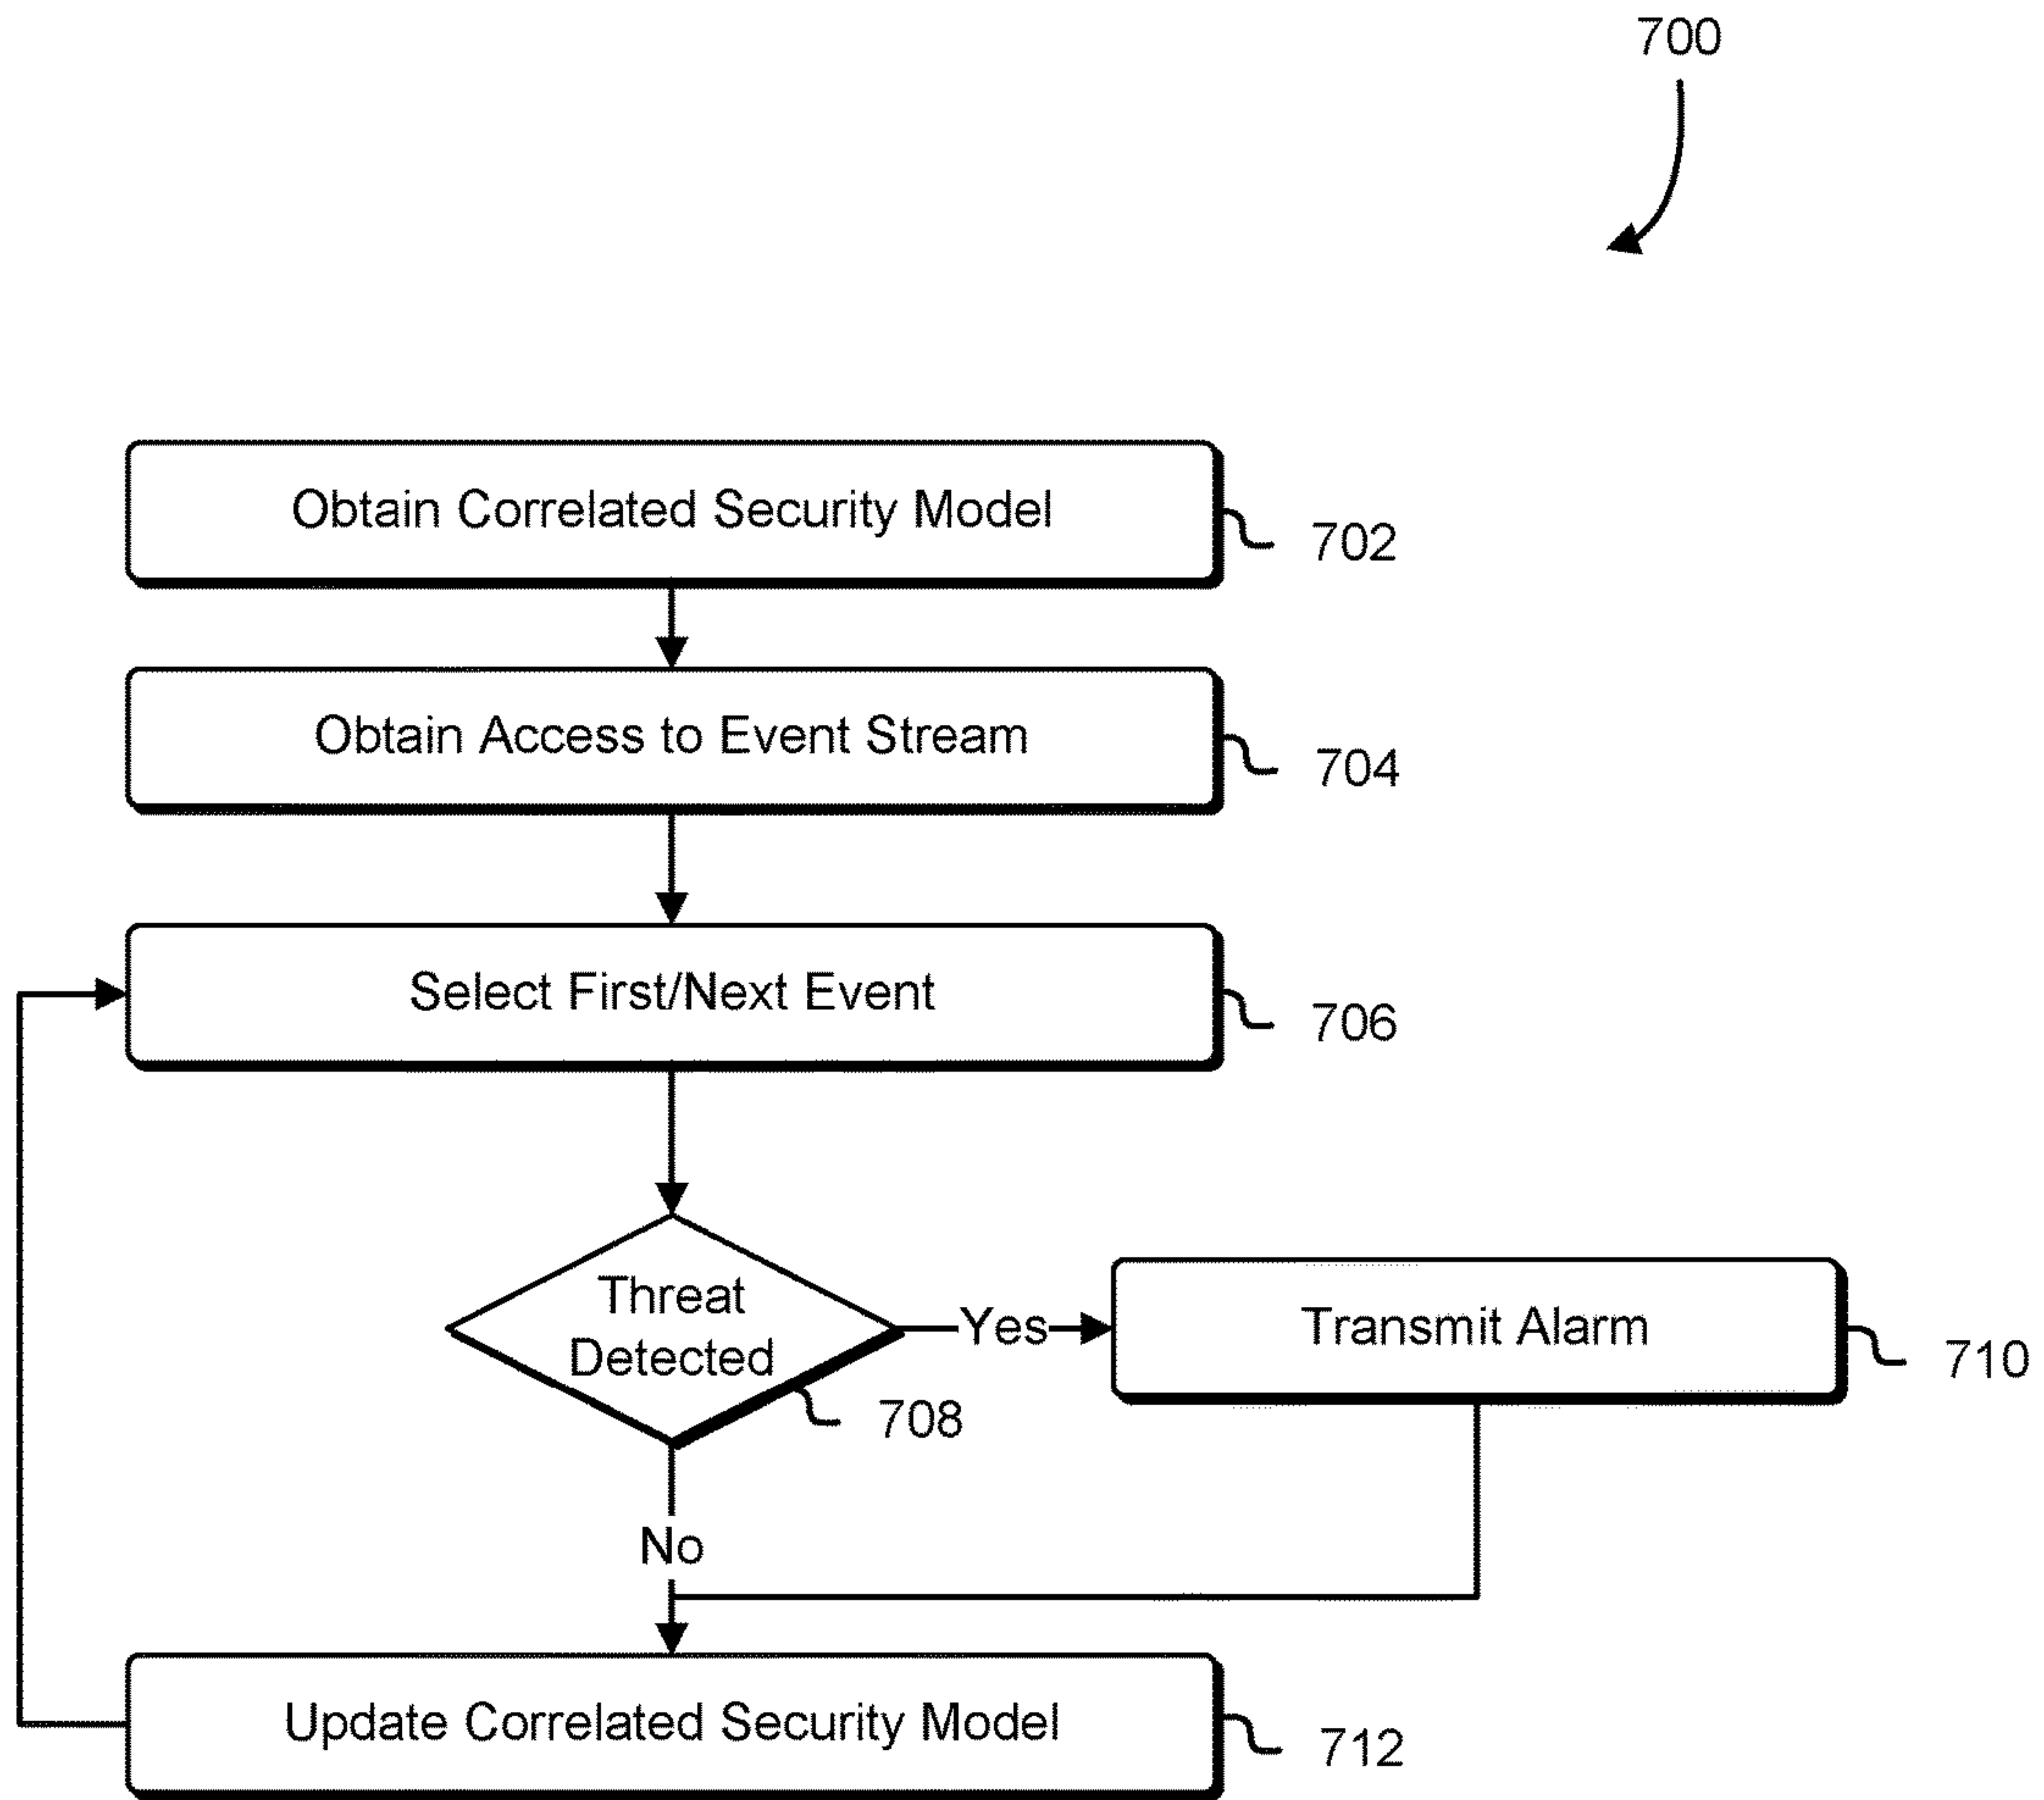 700
Obtain Correlated Security Model
702
Obtain Access to Event Stream
704
Select First/Next Event
706
Threat
Detected
708
Yes
Transmit Alarm
710
No
Update Correlated Security Model
712